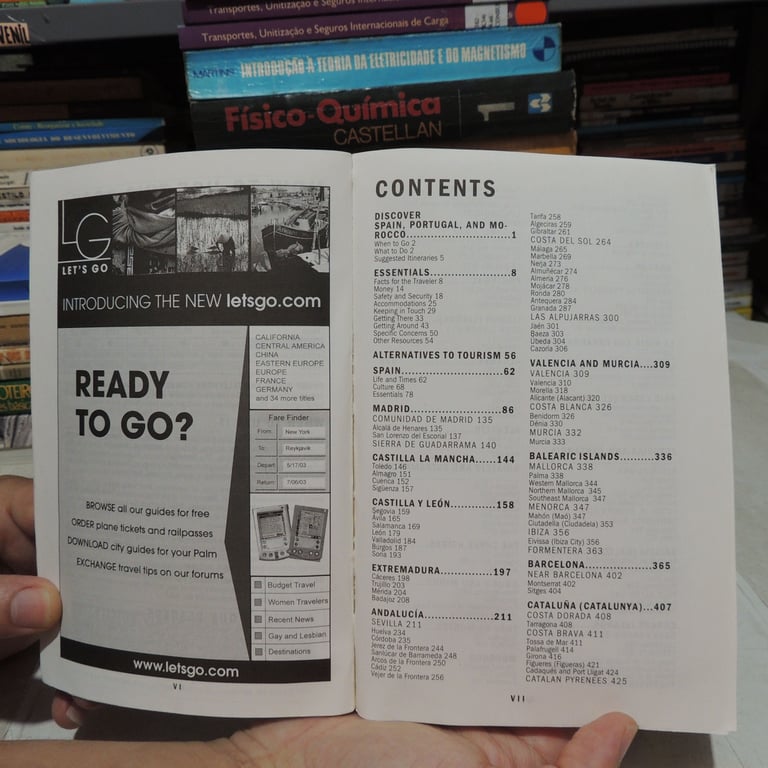 Transportes, Unitização e Seguros Internacionais de Carga
MARTINS INTRODUÇÃO À TEORIA DA ELETRICIDADE E DO MAGNETISMO
Físico-Química 1
CASTELLAN
LG
LET'S GO
INTRODUCING THE NEW letsgo.com
READY
TO GO?
CALIFORNIA
CENTRAL AMERICA
CHINA
EASTERN EUROPE
EUROPE
FRANCE
GERMANY
and 34 more titles
Fare Finder
From: New York
To: Reykjavik
Depart: 5/17/03
Return: 7/06/03
BROWSE all our guides for free
ORDER plane tickets and railpasses
DOWNLOAD city guides for your Palm
EXCHANGE travel tips on our forums
Budget Travel
Women Travelers
Recent News
Gay and Lesbian
Destinations
www.letsgo.com
VI
CONTENTS
DISCOVER
SPAIN, PORTUGAL, AND MO-
ROCCO..........................1
When to Go 2
What to Do 2
Suggested Itineraries 5
ESSENTIALS....................8
Facts for the Traveler 8
Money 14
Safety and Security 18
Accommodations 25
Keeping in Touch 29
Getting There 33
Getting Around 43
Specific Concerns 50
Other Resources 54
ALTERNATIVES TO TOURISM 56
SPAIN...........................62
Life and Times 62
Culture 68
Essentials 78
MADRID.........................86
COMUNIDAD DE MADRID 135
Alcalá de Henares 135
San Lorenzo del Escorial 137
SIERRA DE GUADARRAMA 140
CASTILLA LA MANCHA......144
Toledo 146
Almagro 151
Cuenca 152
Sigüenza 157
CASTILLA Y LEÓN............158
Segovia 159
Ávila 165
Salamanca 169
León 179
Valladolid 184
Burgos 187
Soria 193
EXTREMADURA................197
Cáceres 198
Trujillo 203
Mérida 204
Badajoz 208
ANDALUCÍA....................211
SEVILLA 211
Huelva 234
Córdoba 235
Jerez de la Frontera 244
Sanlúcar de Barrameda 248
Arcos de la Frontera 250
Cádiz 252
Vejer de la Frontera 256
Tarifa 258
Algeciras 259
Gibraltar 261
COSTA DEL SOL 264
Málaga 265
Marbella 269
Nerja 273
Almuñécar 274
Almería 276
Mojácar 278
Ronda 280
Antequera 284
Granada 287
LAS ALPUJARRAS 300
Jaén 301
Baeza 303
Úbeda 304
Cazorla 306
VALENCIA AND MURCIA....309
VALENCIA 309
Valencia 310
Morella 318
Alicante (Alacant) 320
COSTA BLANCA 326
Benidorm 326
Dénia 330
MURCIA 332
Murcia 333
BALEARIC ISLANDS..........336
MALLORCA 338
Palma 338
Western Mallorca 344
Northern Mallorca 345
Southeast Mallorca 347
MENORCA 347
Mahón (Maó) 347
Ciutadella (Ciudadela) 353
IBIZA 356
Eivissa (Ibiza City) 356
FORMENTERA 363
BARCELONA....................365
NEAR BARCELONA 402
Montserrat 402
Sitges 404
CATALUÑA (CATALUNYA)...407
COSTA DORADA 408
Tarragona 408
COSTA BRAVA 411
Tossa de Mar 411
Palafrugell 414
Girona 416
Figueres (Figueras) 421
Cadaqués and Port Lligat 424
CATALAN PYRENEES 425
VII